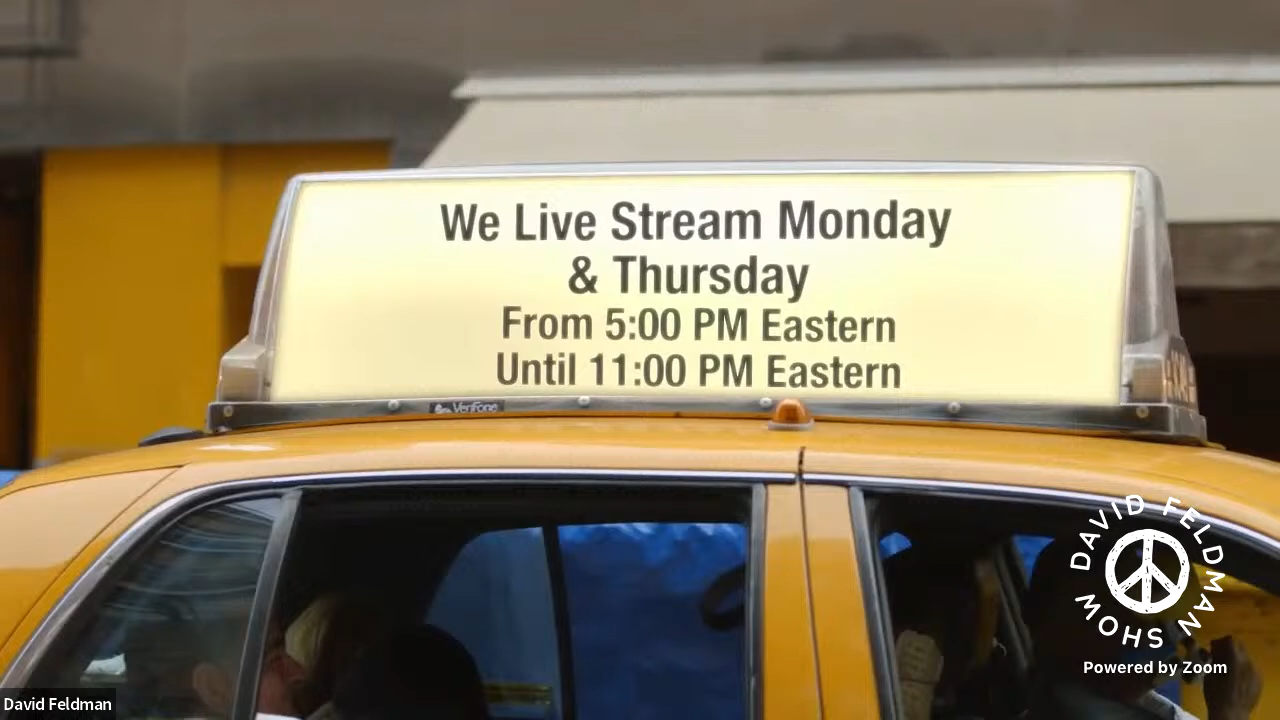 We Live Stream Monday
& Thursday
From 5:00 PM Eastern
Until 11:00 PM Eastern
VeriFone
DAVID FELDMAN SHOW
Powered by Zoom
David Feldman